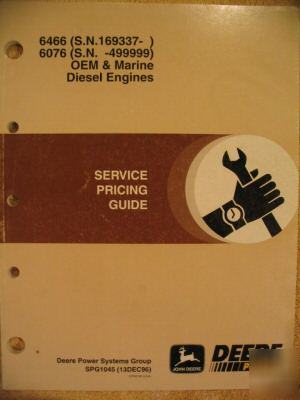 6466 (S.N.169337- )
6076 (S.N. -499999)
OEM & Marine
Diesel Engines
SERVICE
PRICING
GUIDE
Deere Power Systems Group
SPG1045 (13DEC96)
JOHN DEERE
DEERE